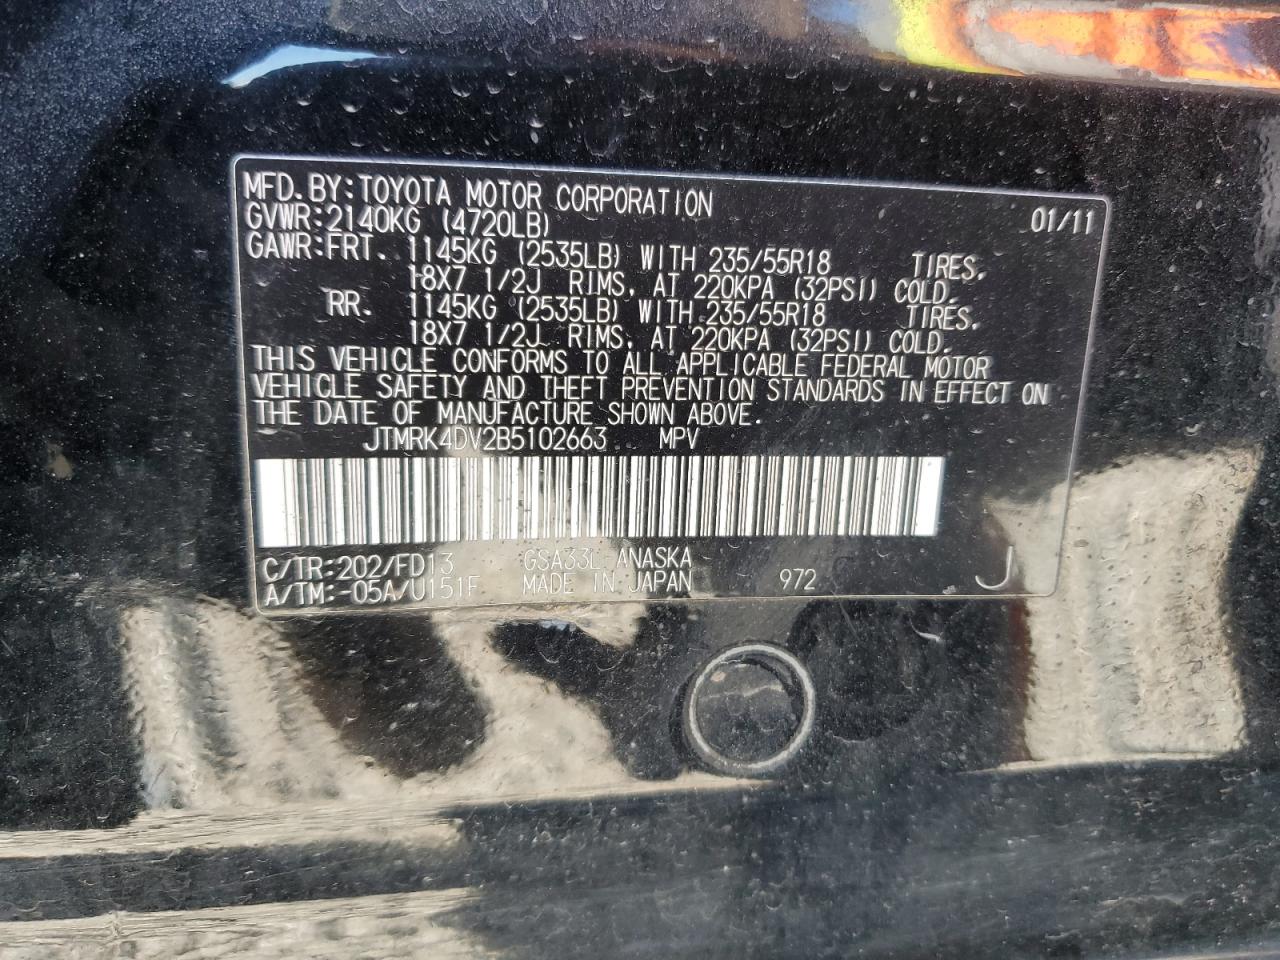 MFD.BY:TOYOTA MOTOR CORPORATION 01/11
GVWR:2140KG (4720LB)
GAWR:FRT. 1145KG (2535LB) WITH 235/55R18 TIRES,
18X7 1/2J RIMS, AT 220KPA (32PSI) COLD.
RR. 1145KG (2535LB) WITH 235/55R18 TIRES,
18X7 1/2J RIMS, AT 220KPA (32PSI) COLD.
THIS VEHICLE CONFORMS TO ALL APPLICABLE FEDERAL MOTOR
VEHICLE SAFETY AND THEFT PREVENTION STANDARDS IN EFFECT ON
THE DATE OF MANUFACTURE SHOWN ABOVE.
JTMRK4DV2B5102663 MPV
C/TR:202/FD13 GSA33L ANASKA
A/TM:-05A/U151F MADE IN JAPAN 972 J